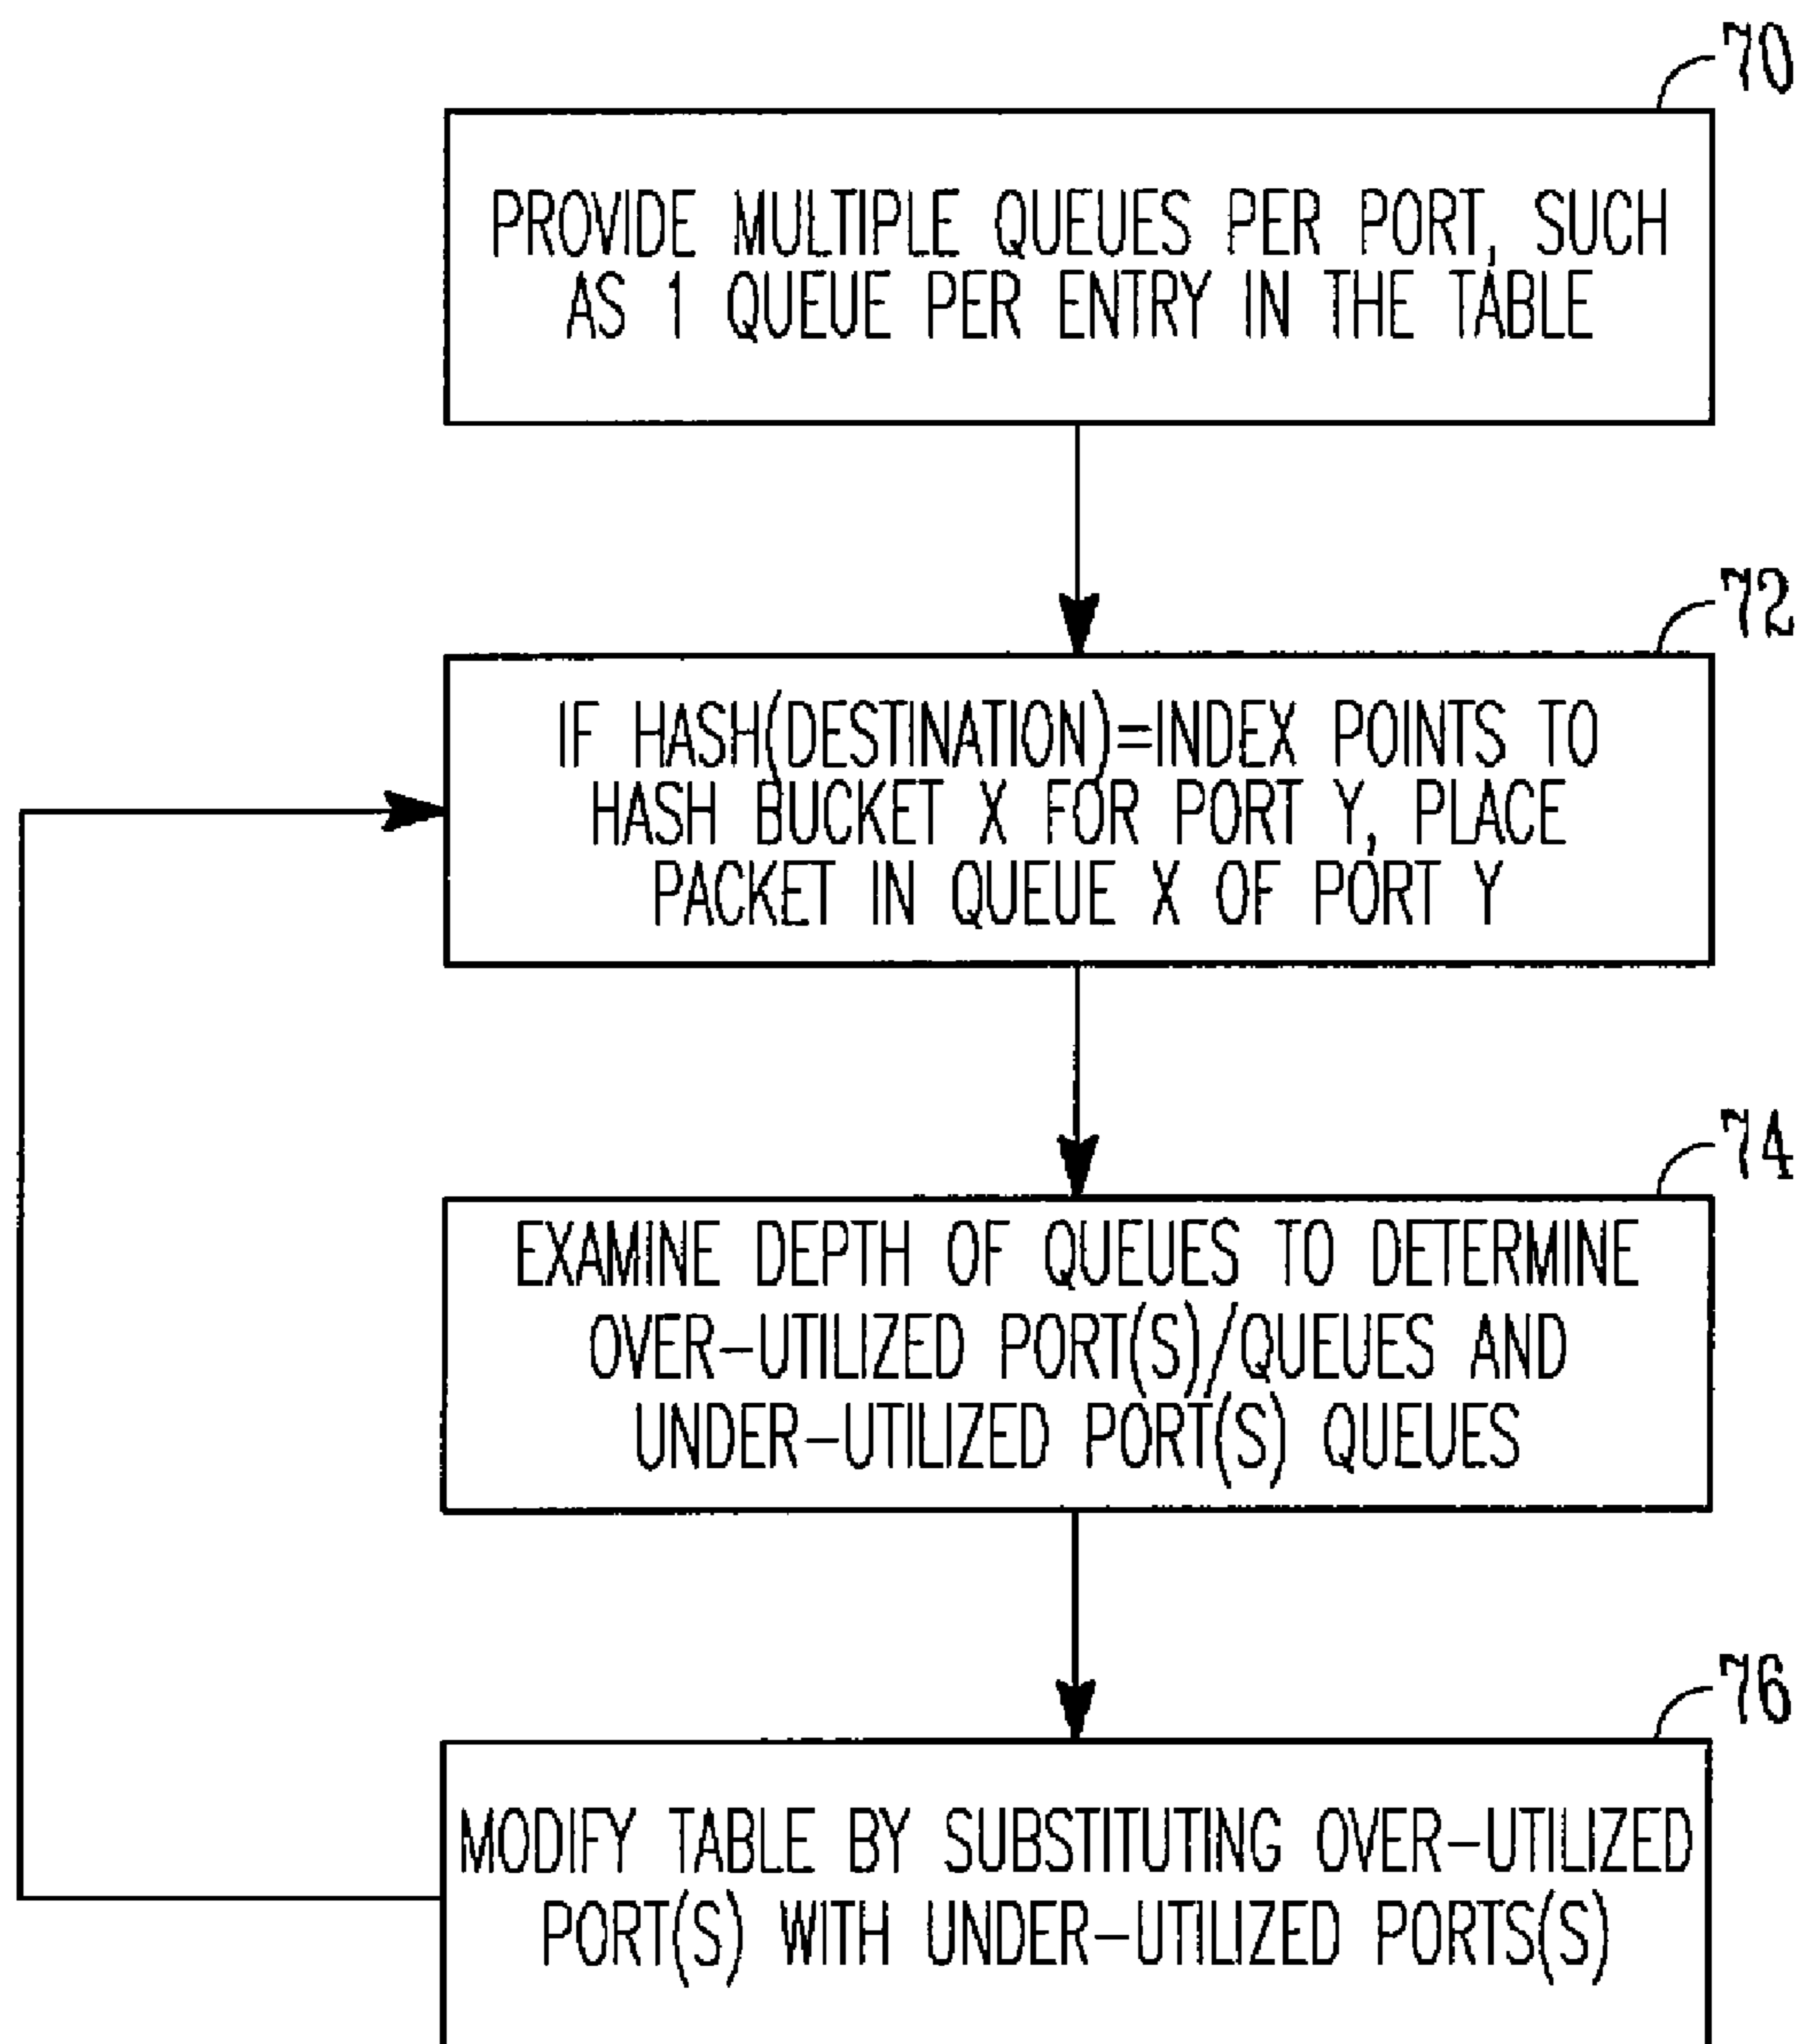 70
PROVIDE MULTIPLE QUEUES PER PORT, SUCH
AS 1 QUEUE PER ENTRY IN THE TABLE
72
IF HASH(DESTINATION)=INDEX POINTS TO
HASH BUCKET X FOR PORT Y, PLACE
PACKET IN QUEUE X OF PORT Y
74
EXAMINE DEPTH OF QUEUES TO DETERMINE
OVER-UTILIZED PORT(S)/QUEUES AND
UNDER-UTILIZED PORT(S) QUEUES
76
MODIFY TABLE BY SUBSTITUTING OVER-UTILIZED
PORT(S) WITH UNDER-UTILIZED PORTS(S)